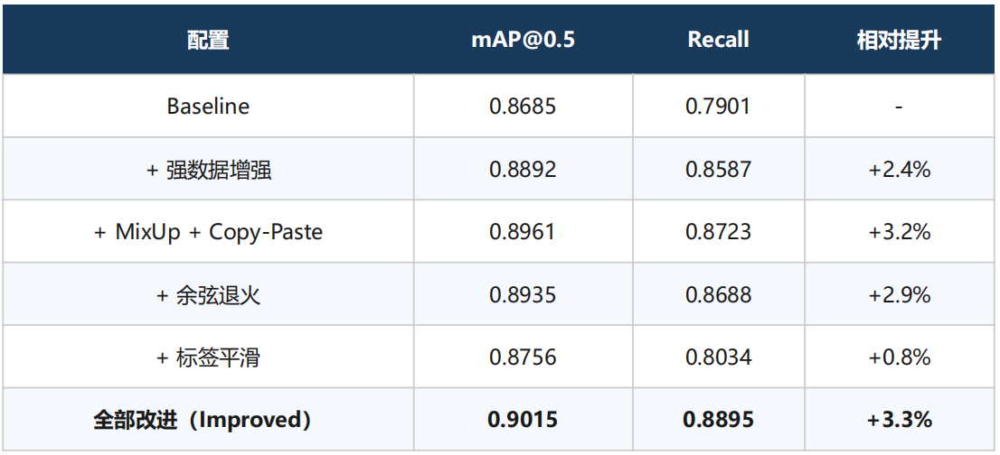 配置 mAP@0.5 Recall 相对提升
Baseline 0.8685 0.7901 -
+ 强数据增强 0.8892 0.8587 +2.4%
+ MixUp + Copy-Paste 0.8961 0.8723 +3.2%
+ 余弦退火 0.8935 0.8688 +2.9%
+ 标签平滑 0.8756 0.8034 +0.8%
全部改进（Improved） 0.9015 0.8895 +3.3%